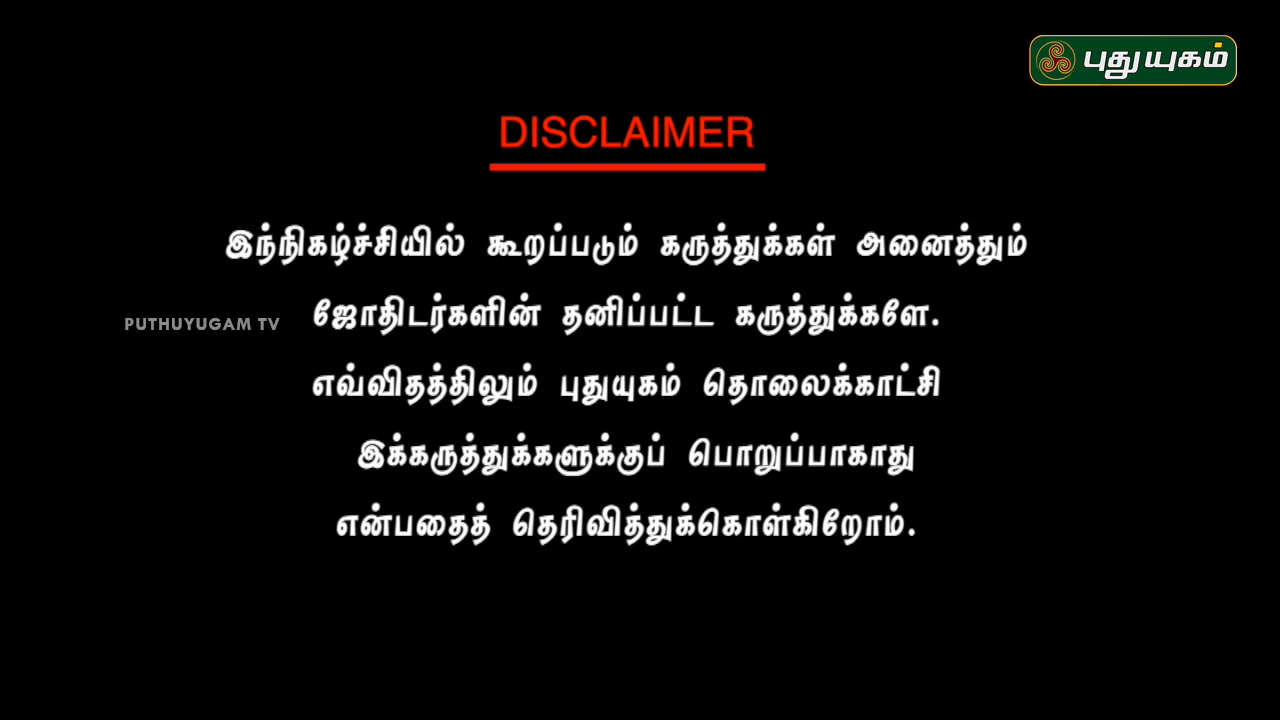 புதுயுகம்
DISCLAIMER
இந்நிகழ்ச்சியில் கூறப்படும் கருத்துக்கள் அனைத்தும்
ஜோதிடர்களின் தனிப்பட்ட கருத்துக்களே.
PUTHUYUGAM TV
எவ்விதத்திலும் புதுயுகம் தொலைக்காட்சி
இக்கருத்துக்களுக்குப் பொறுப்பாகாது
என்பதைத் தெரிவித்துக்கொள்கிறோம்.